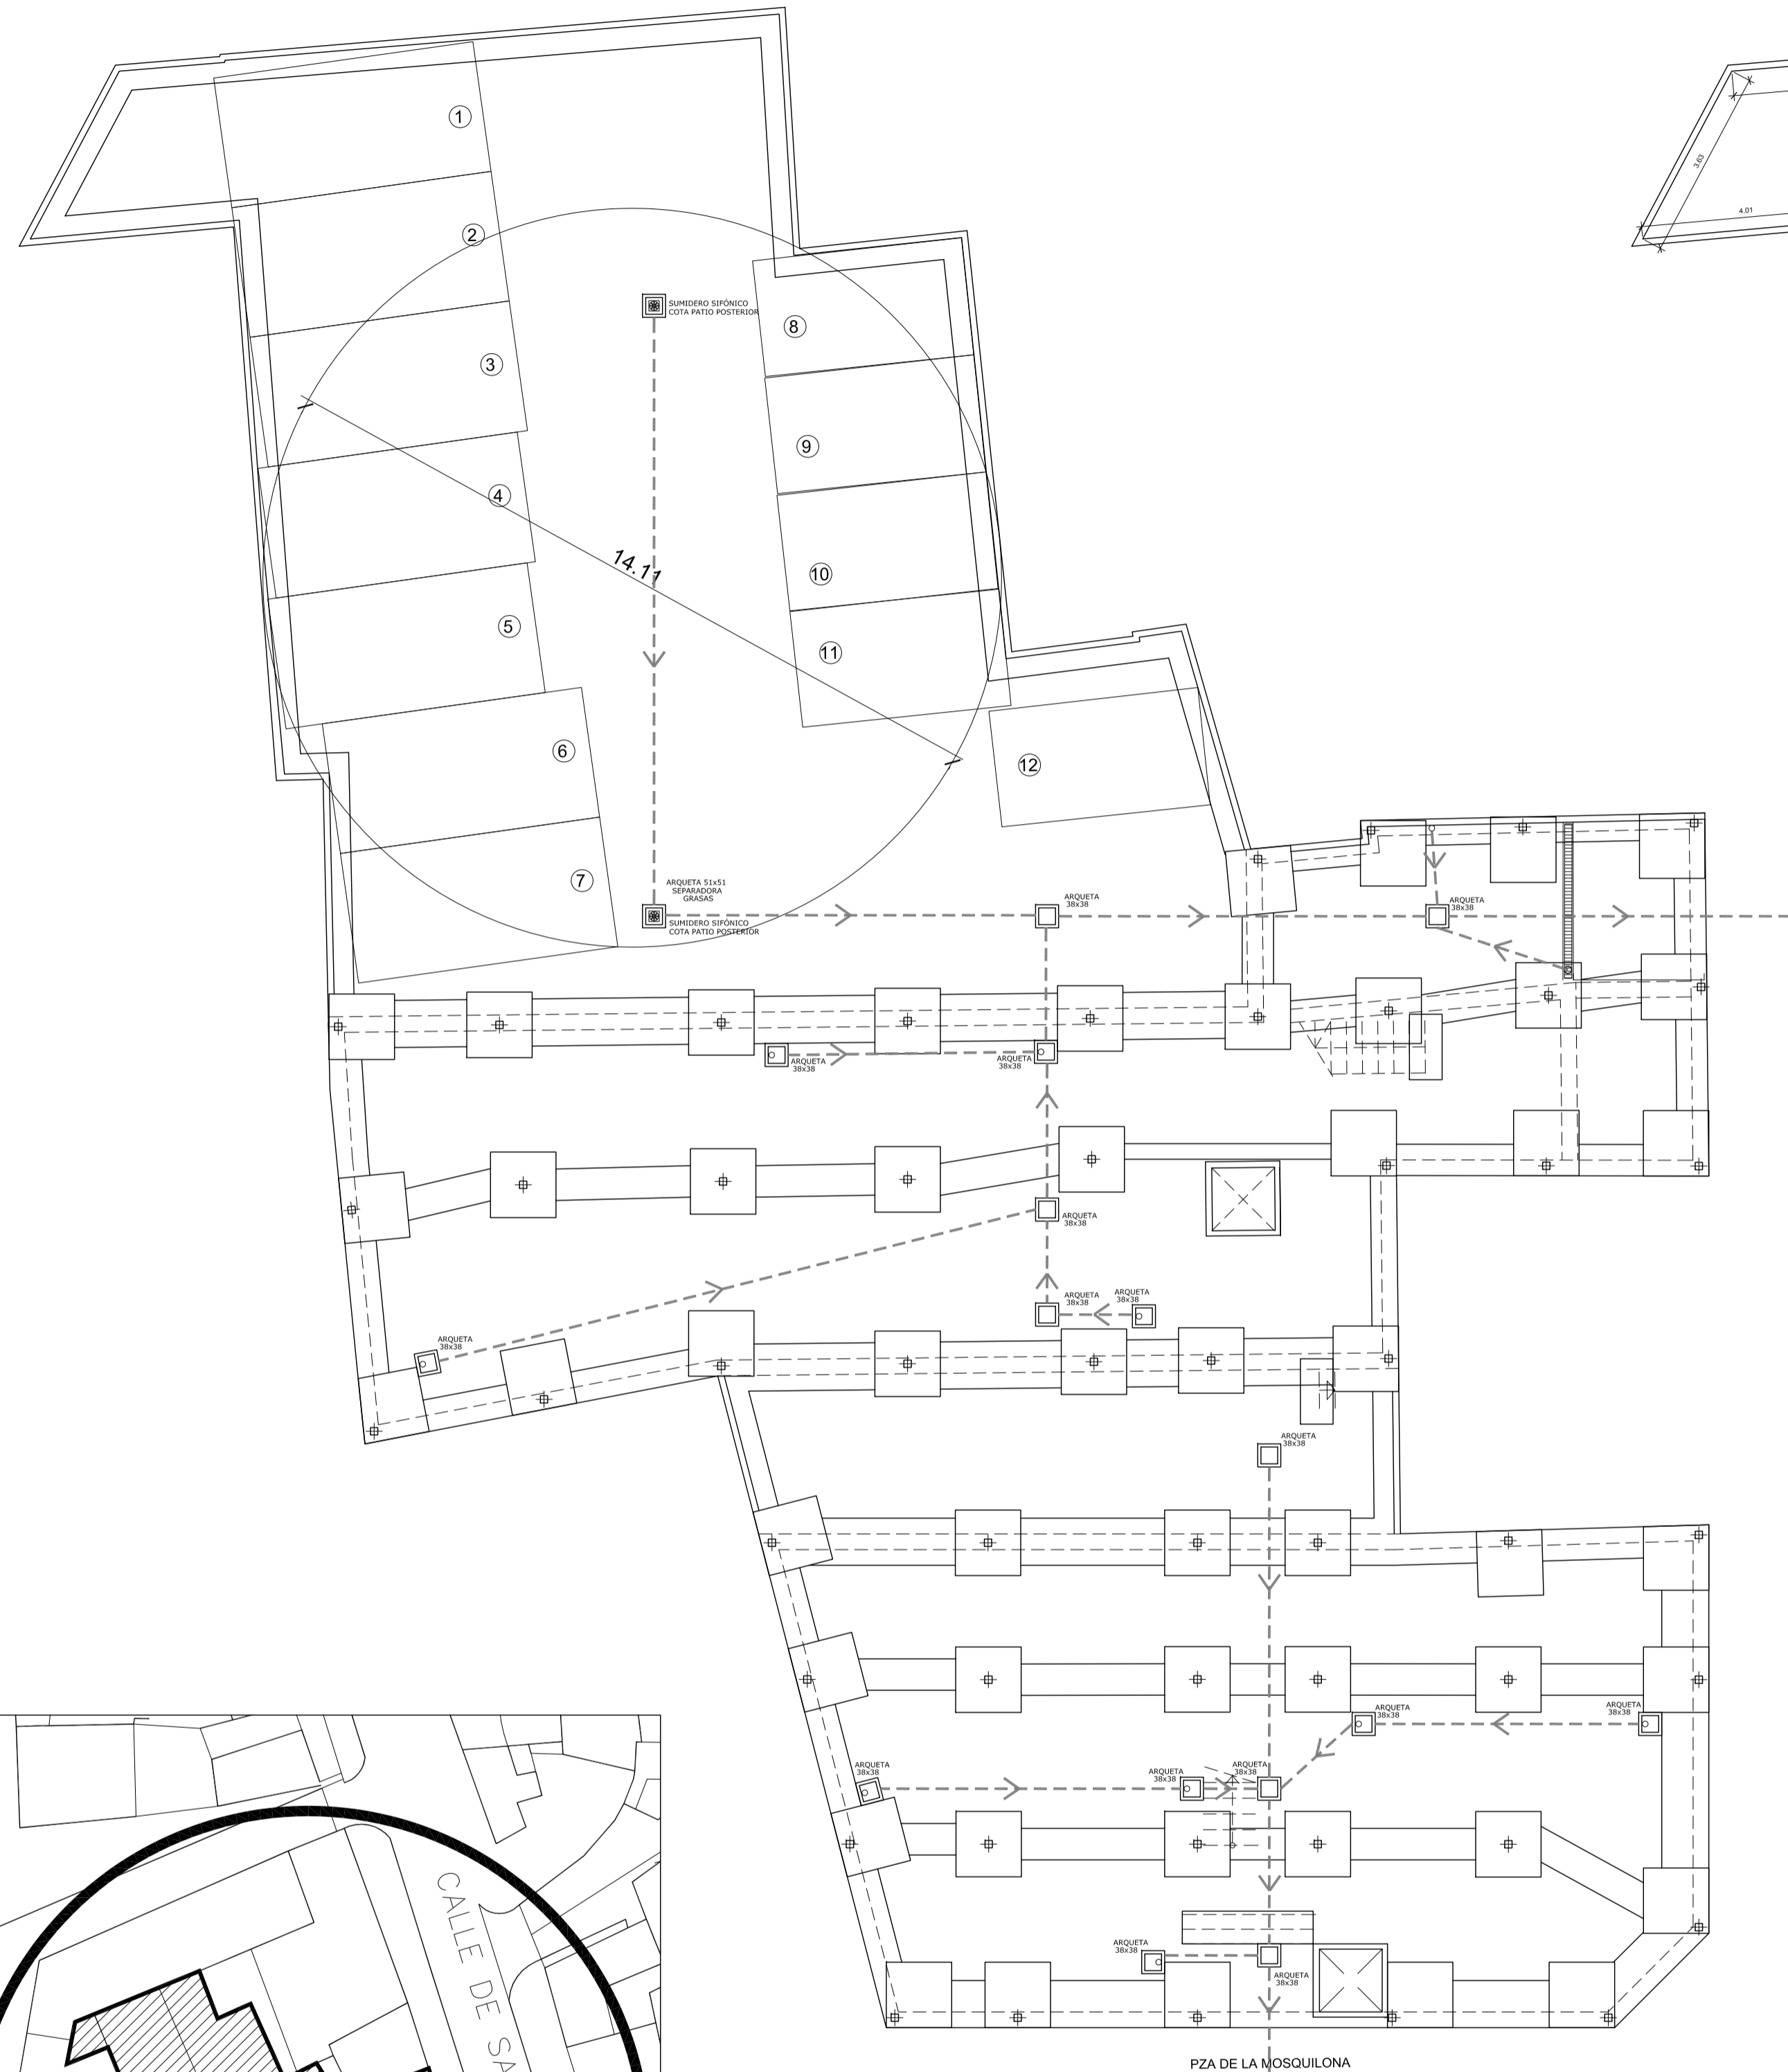 1
3.63
4.01
2
SUMIDERO SIFÓNICO
COTA PATIO POSTERIOR
8
3
9
4
14.11
10
5
11
6
12
7
ARQUETA 51x51
SEPARADORA
GRASAS
SUMIDERO SIFÓNICO
COTA PATIO POSTERIOR
ARQUETA
38x38
ARQUETA
38x38
ARQUETA
38x38
ARQUETA
38x38
ARQUETA
38x38
ARQUETA
38x38
ARQUETA
38x38
ARQUETA
38x38
ARQUETA
38x38
ARQUETA
38x38
ARQUETA
38x38
ARQUETA
38x38
ARQUETA
38x38
ARQUETA
38x38
ARQUETA
38x38
ARQUETA
38x38
CALLE DE SA
PZA DE LA MOSQUILONA